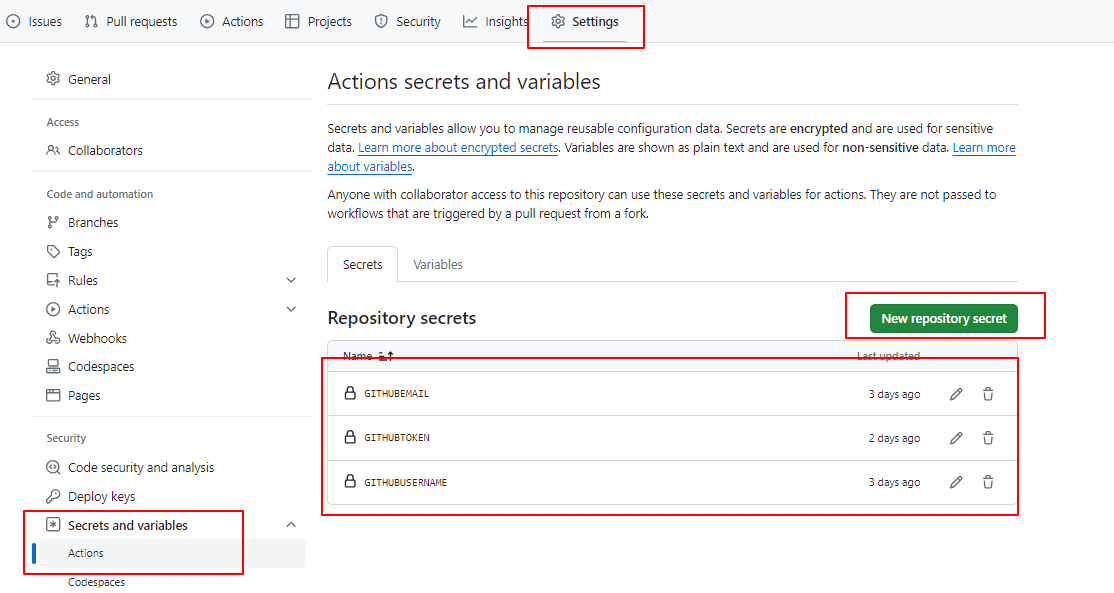 Issues Pull requests Actions Projects Security Insights Settings
General
Access
Collaborators
Code and automation
Branches
Tags
Rules
Actions
Webhooks
Codespaces
Pages
Security
Code security and analysis
Deploy keys
Secrets and variables
Actions
Codespaces
Actions secrets and variables
Secrets and variables allow you to manage reusable configuration data. Secrets are encrypted and are used for sensitive
data. Learn more about encrypted secrets. Variables are shown as plain text and are used for non-sensitive data. Learn more
about variables.
Anyone with collaborator access to this repository can use these secrets and variables for actions. They are not passed to
workflows that are triggered by a pull request from a fork.
Secrets Variables
Repository secrets New repository secret
Name Last updated
GITHUBEMAIL 3 days ago
GITHUBTOKEN 2 days ago
GITHUBUSERNAME 3 days ago